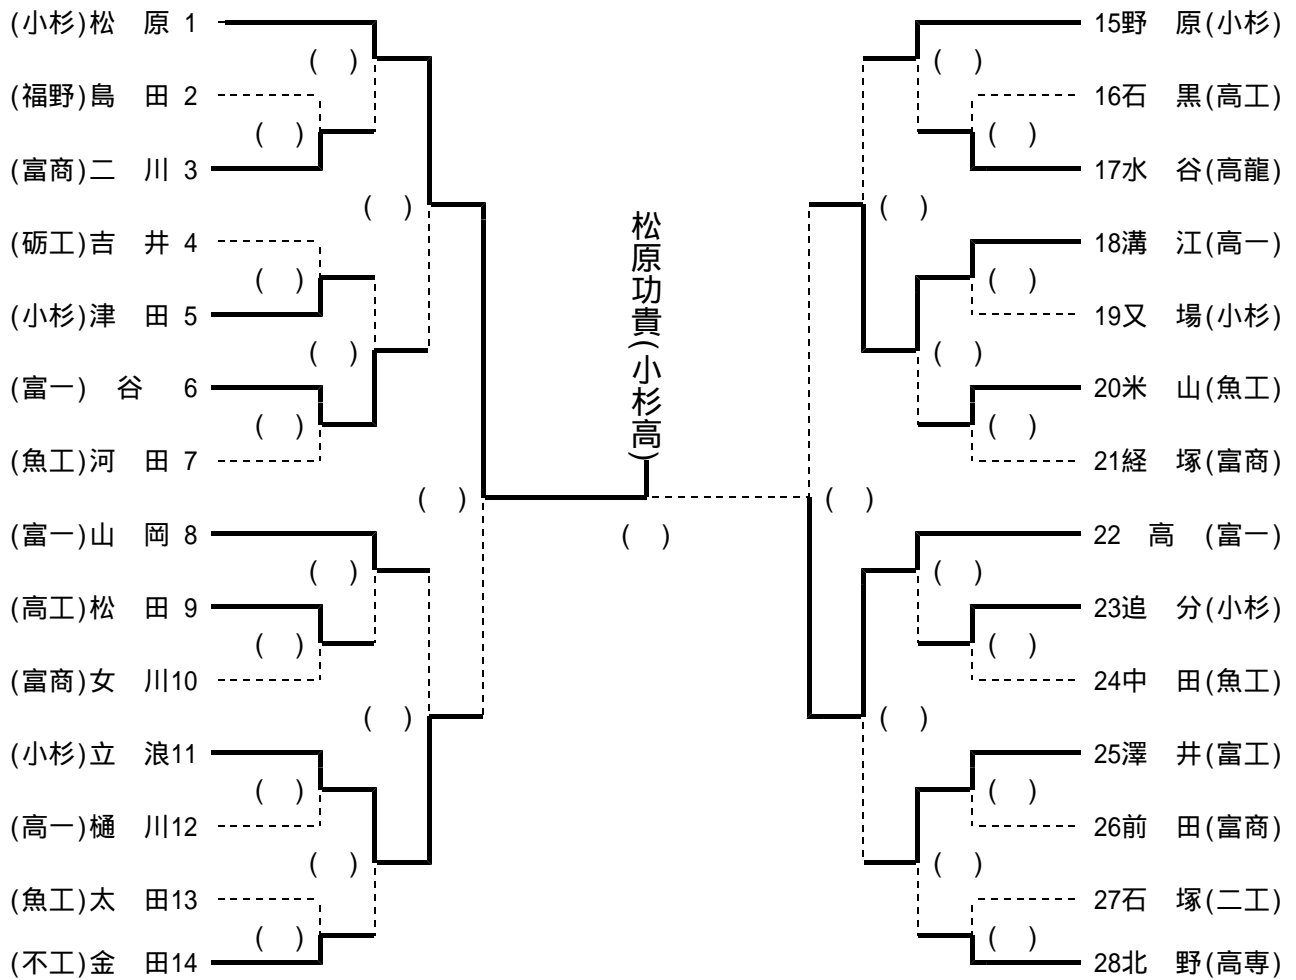 (小杉)松　原 1
(福野)島　田 2
(富商)二　川 3
(砺工)吉　井 4
(小杉)津　田 5
(富一)　谷　 6
(魚工)河　田 7
(富一)山　岡 8
(高工)松　田 9
(富商)女　川10
(小杉)立　浪11
(高一)樋　川12
(魚工)太　田13
(不工)金　田14
松原功貴(小杉高)
15野　原(小杉)
16石　黒(高工)
17水　谷(高龍)
18溝　江(高一)
19又　場(小杉)
20米　山(魚工)
21経　塚(富商)
22　高　(富一)
23追　分(小杉)
24中　田(魚工)
25澤　井(富工)
26前　田(富商)
27石　塚(二工)
28北　野(高専)